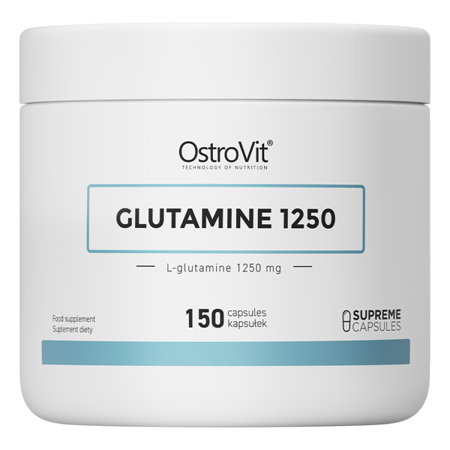 OstroVit®
TECHNOLOGY OF NUTRITION
GLUTAMINE 1250
L-glutamine 1250 mg
Food supplement
Suplement diety
150 capsules
kapsułek
SUPREME
CAPSULES